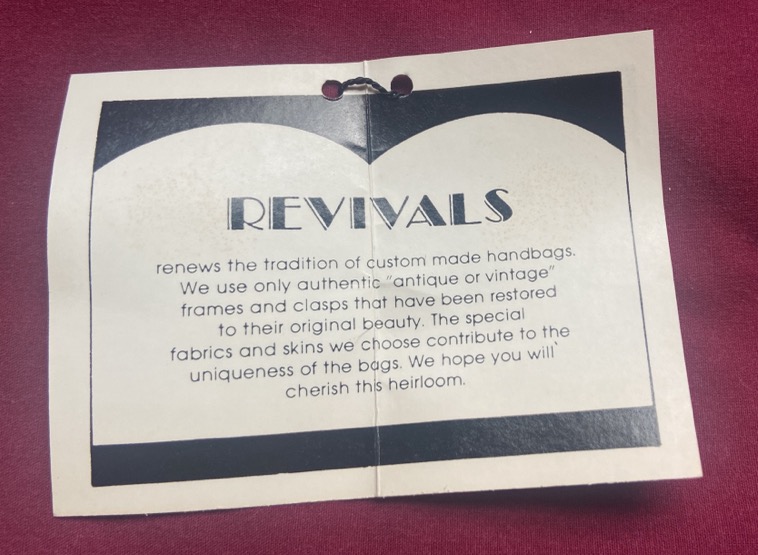 REVIVALS
renews the tradition of custom made handbags.
We use only authentic "antique or vintage"
frames and clasps that have been restored
to their original beauty. The special
fabrics and skins we choose contribute to the
uniqueness of the bags. We hope you will
cherish this heirloom.